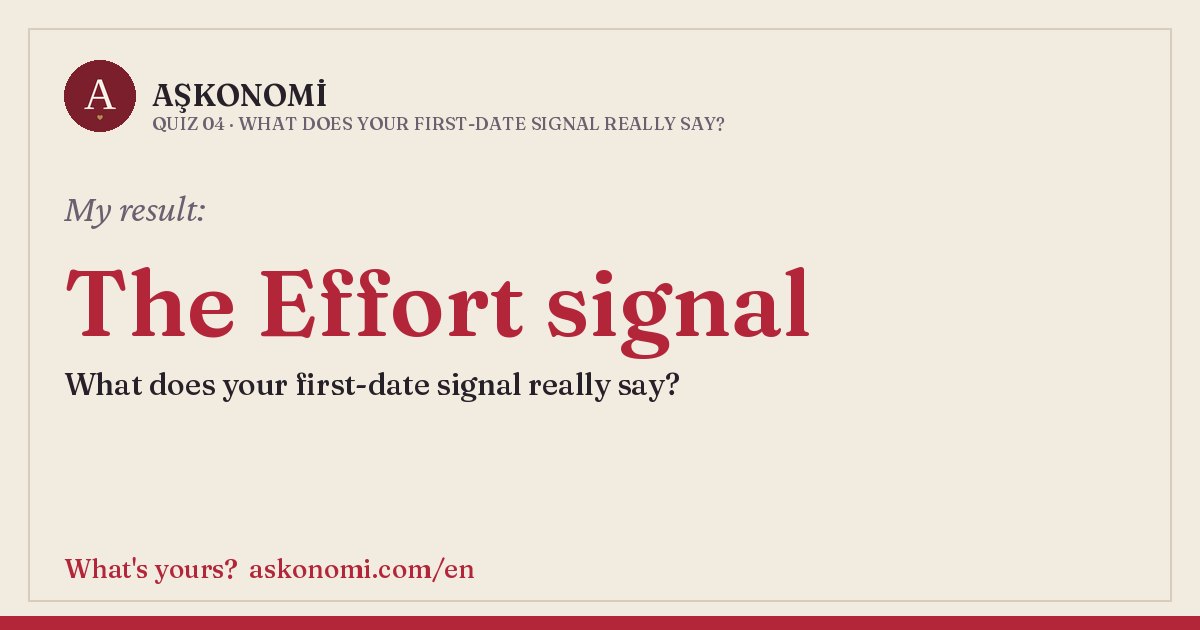 A
AŞKONOMİ
QUIZ 04 · WHAT DOES YOUR FIRST-DATE SIGNAL REALLY SAY?
My result:
The Effort signal
What does your first-date signal really say?
What's yours? askonomi.com/en